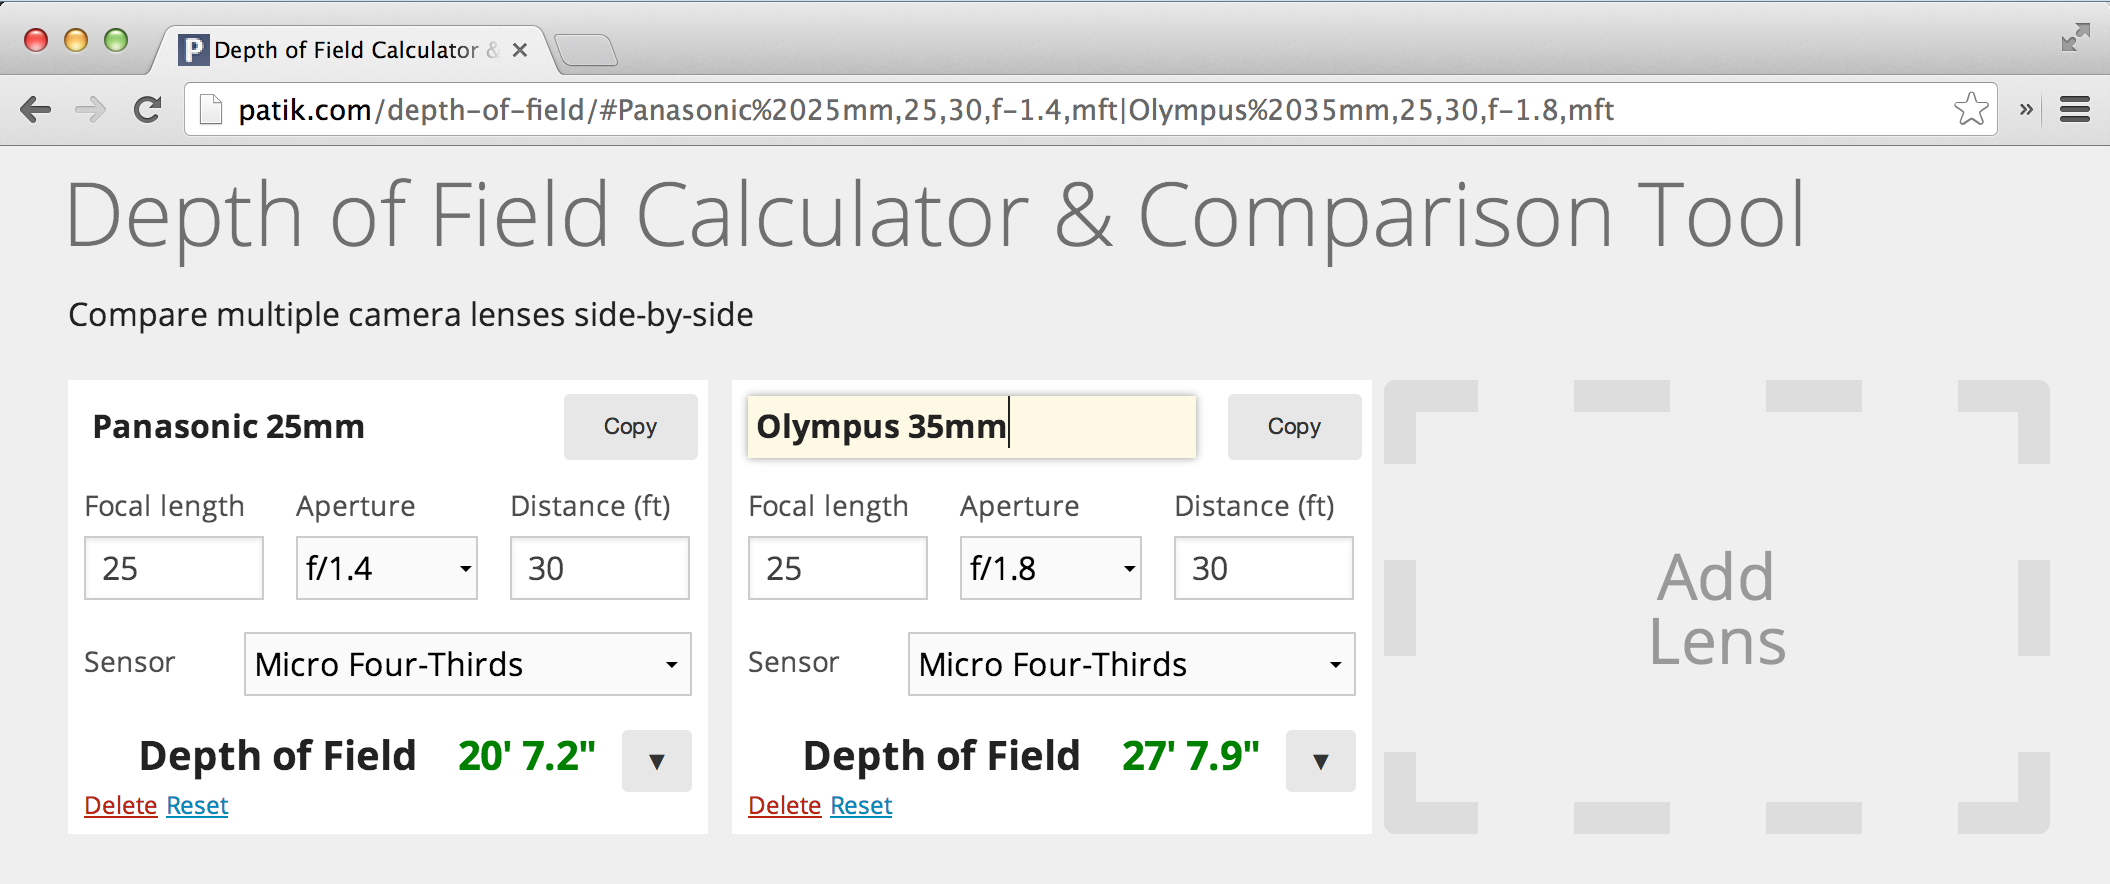 Depth of Field Calculator &
patik.com/depth-of-field/#Panasonic%2025mm,25,30,f-1.4,mft|Olympus%2035mm,25,30,f-1.8,mft
Depth of Field Calculator & Comparison Tool
Compare multiple camera lenses side-by-side
Panasonic 25mm
Copy
Focal length Aperture Distance (ft)
25 f/1.4 30
Sensor Micro Four-Thirds
Depth of Field 20' 7.2" ▼
Delete Reset
Olympus 35mm
Copy
Focal length Aperture Distance (ft)
25 f/1.8 30
Sensor Micro Four-Thirds
Depth of Field 27' 7.9" ▼
Delete Reset
Add
Lens